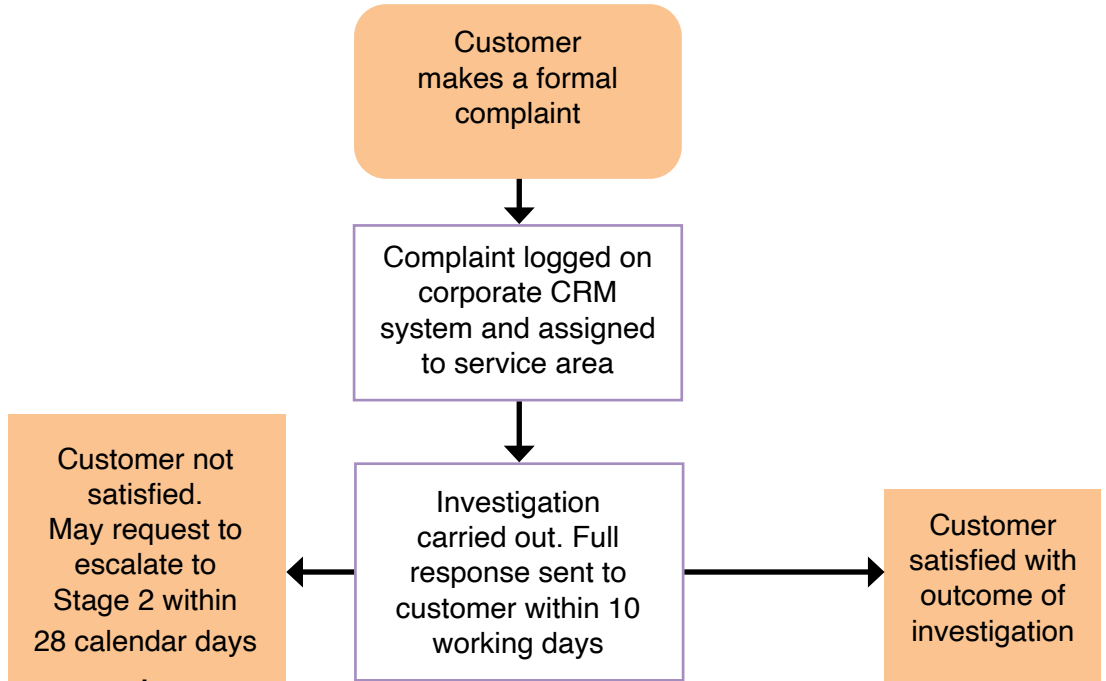 Customer
makes a formal
complaint
Complaint logged on
corporate CRM
system and assigned
to service area
Customer not
satisfied.
May request to
escalate to
Stage 2 within
28 calendar days
Investigation
carried out. Full
response sent to
customer within 10
working days
Customer
satisfied with
outcome of
investigation